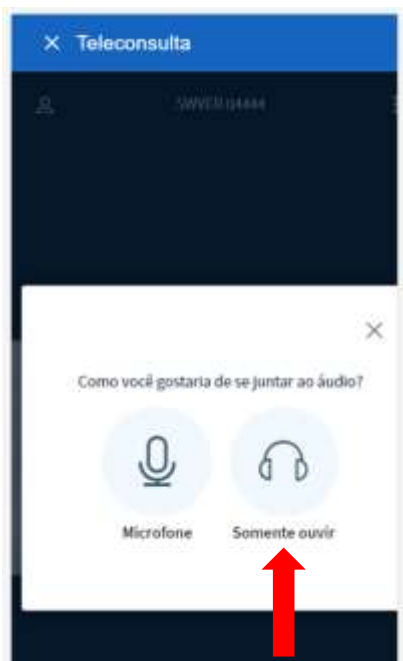 Teleconsulta
Como você gostaria de se juntar ao áudio?
Microfone
Somente ouvir